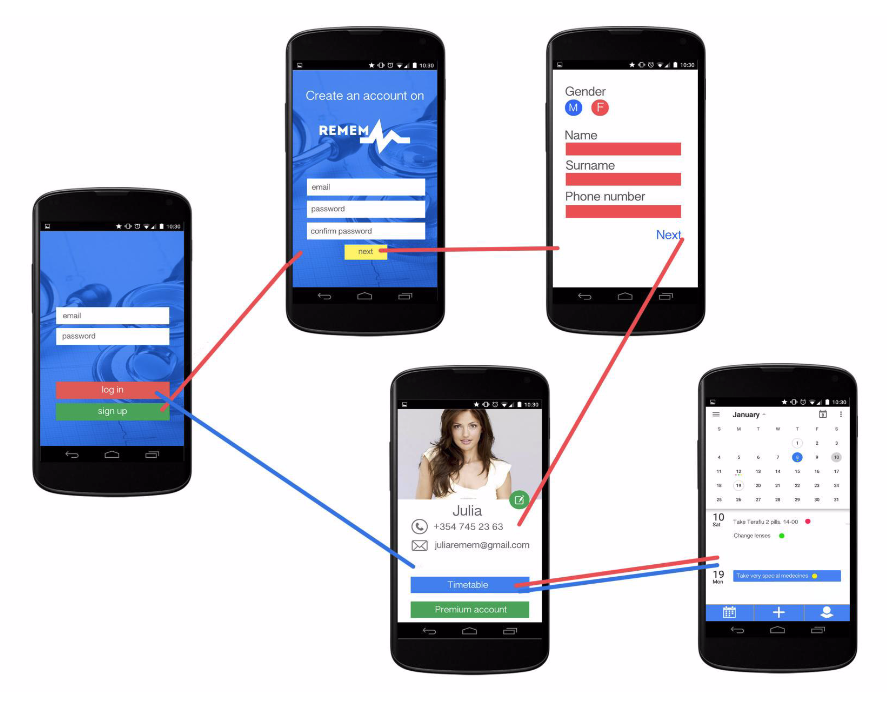 10:30
email
password
log in
sign up
10:30
Create an account on
REMEM
email
password
confirm password
next
10:30
Gender
M F
Name
Surname
Phone number
Next
10:30
Julia
+354 745 23 63
juliaremem@gmail.com
Timetable
Premium account
10:30
January
S M T W T F S
1 2 3
4 5 6 7 8 9 10
11 12 13 14 15 16 17
18 19 20 21 22 23 24
25 26 27 28 29 30 31
10
Sat
Take Terafiu 2 pills, 14-00
Change lenses
19
Mon
Take very special medecines